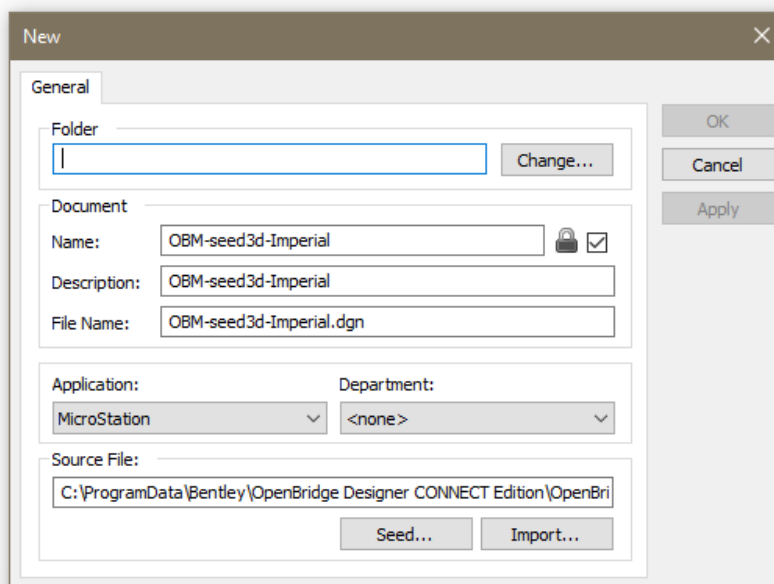 New
General
Folder
Change...
Document
Name: OBM-seed3d-Imperial
Description: OBM-seed3d-Imperial
File Name: OBM-seed3d-Imperial.dgn
Application: Department:
MicroStation <none>
Source File:
C:\ProgramData\Bentley\OpenBridge Designer CONNECT Edition\OpenBri
Seed... Import...
OK
Cancel
Apply